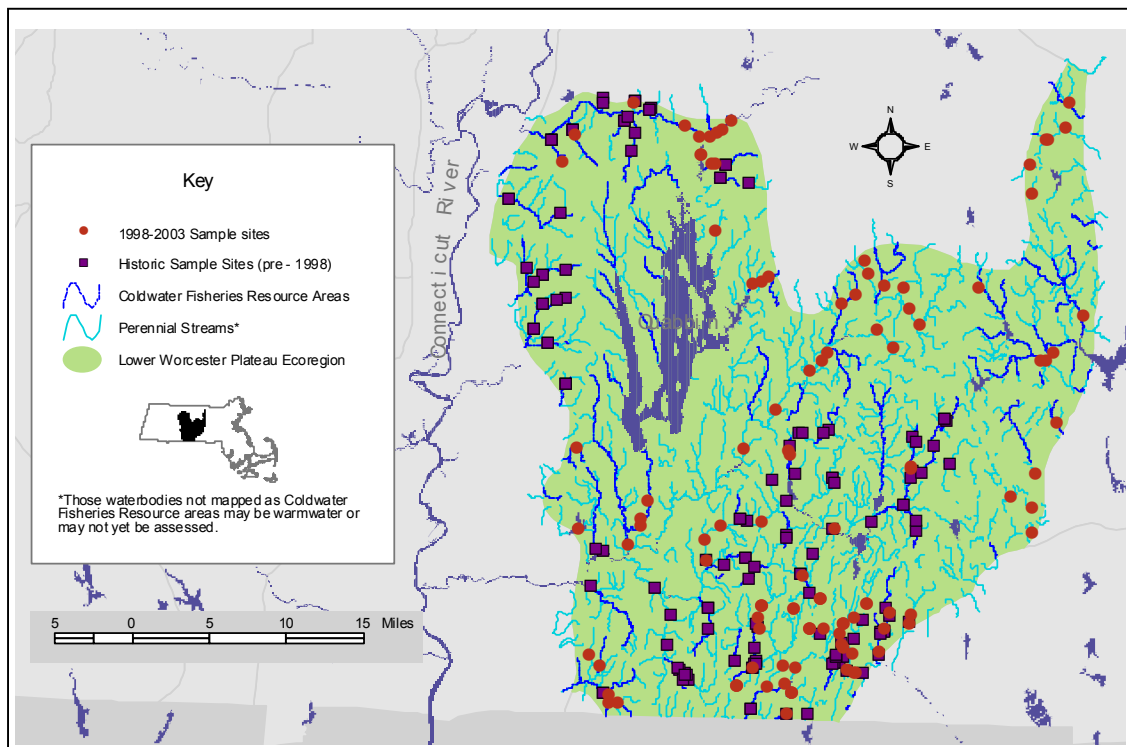 Key
1998-2003 Sample sites
Historic Sample Sites (pre - 1998)
Coldwater Fisheries Resource Areas
Perennial Streams*
Lower Worcester Plateau Ecoregion
*Those waterbodies not mapped as Coldwater
Fisheries Resource areas may be warmwater or
may not yet be assessed.
5 0 5 10 15 Miles
Connecticut River
Quabbin
N
W E
S